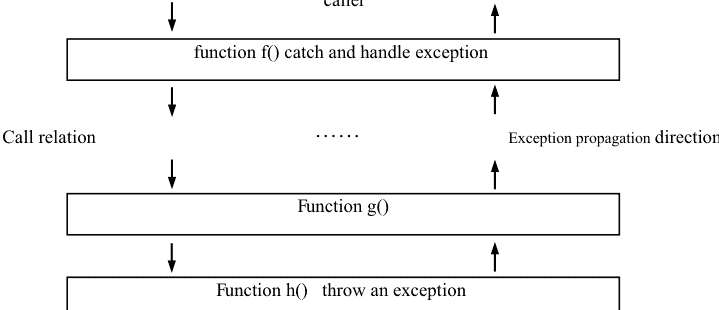 caller
function f() catch and handle exception
Call relation
……
Exception propagation direction
Function g()
Function h() throw an exception